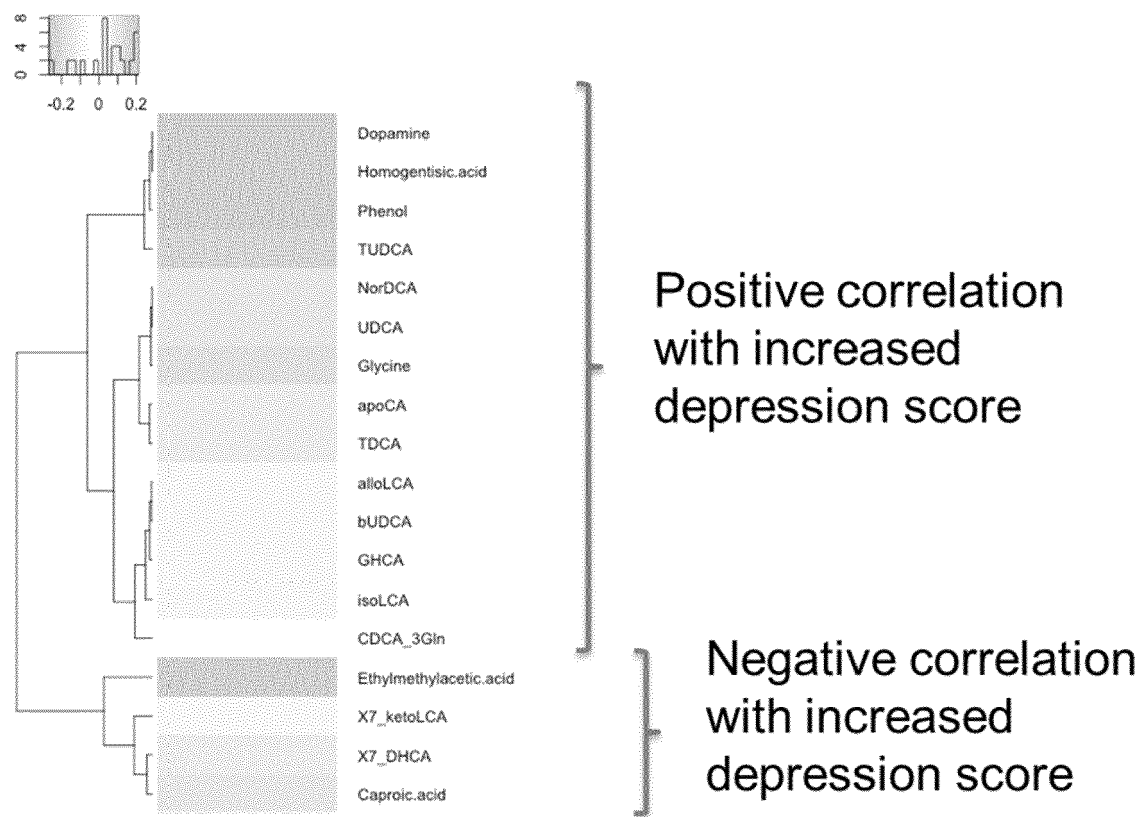 8
4
0
-0.2 0 0.2
Dopamine
Homogentisic.acid
Phenol
TUDCA
NorDCA
UDCA
Glycine
apoCA
TDCA
alloLCA
bUDCA
GHCA
isoLCA
CDCA_3Gln
Ethylmethylacetic.acid
X7_ketoLCA
X7_DHCA
Caproic.acid
Positive correlation
with increased
depression score
Negative correlation
with increased
depression score